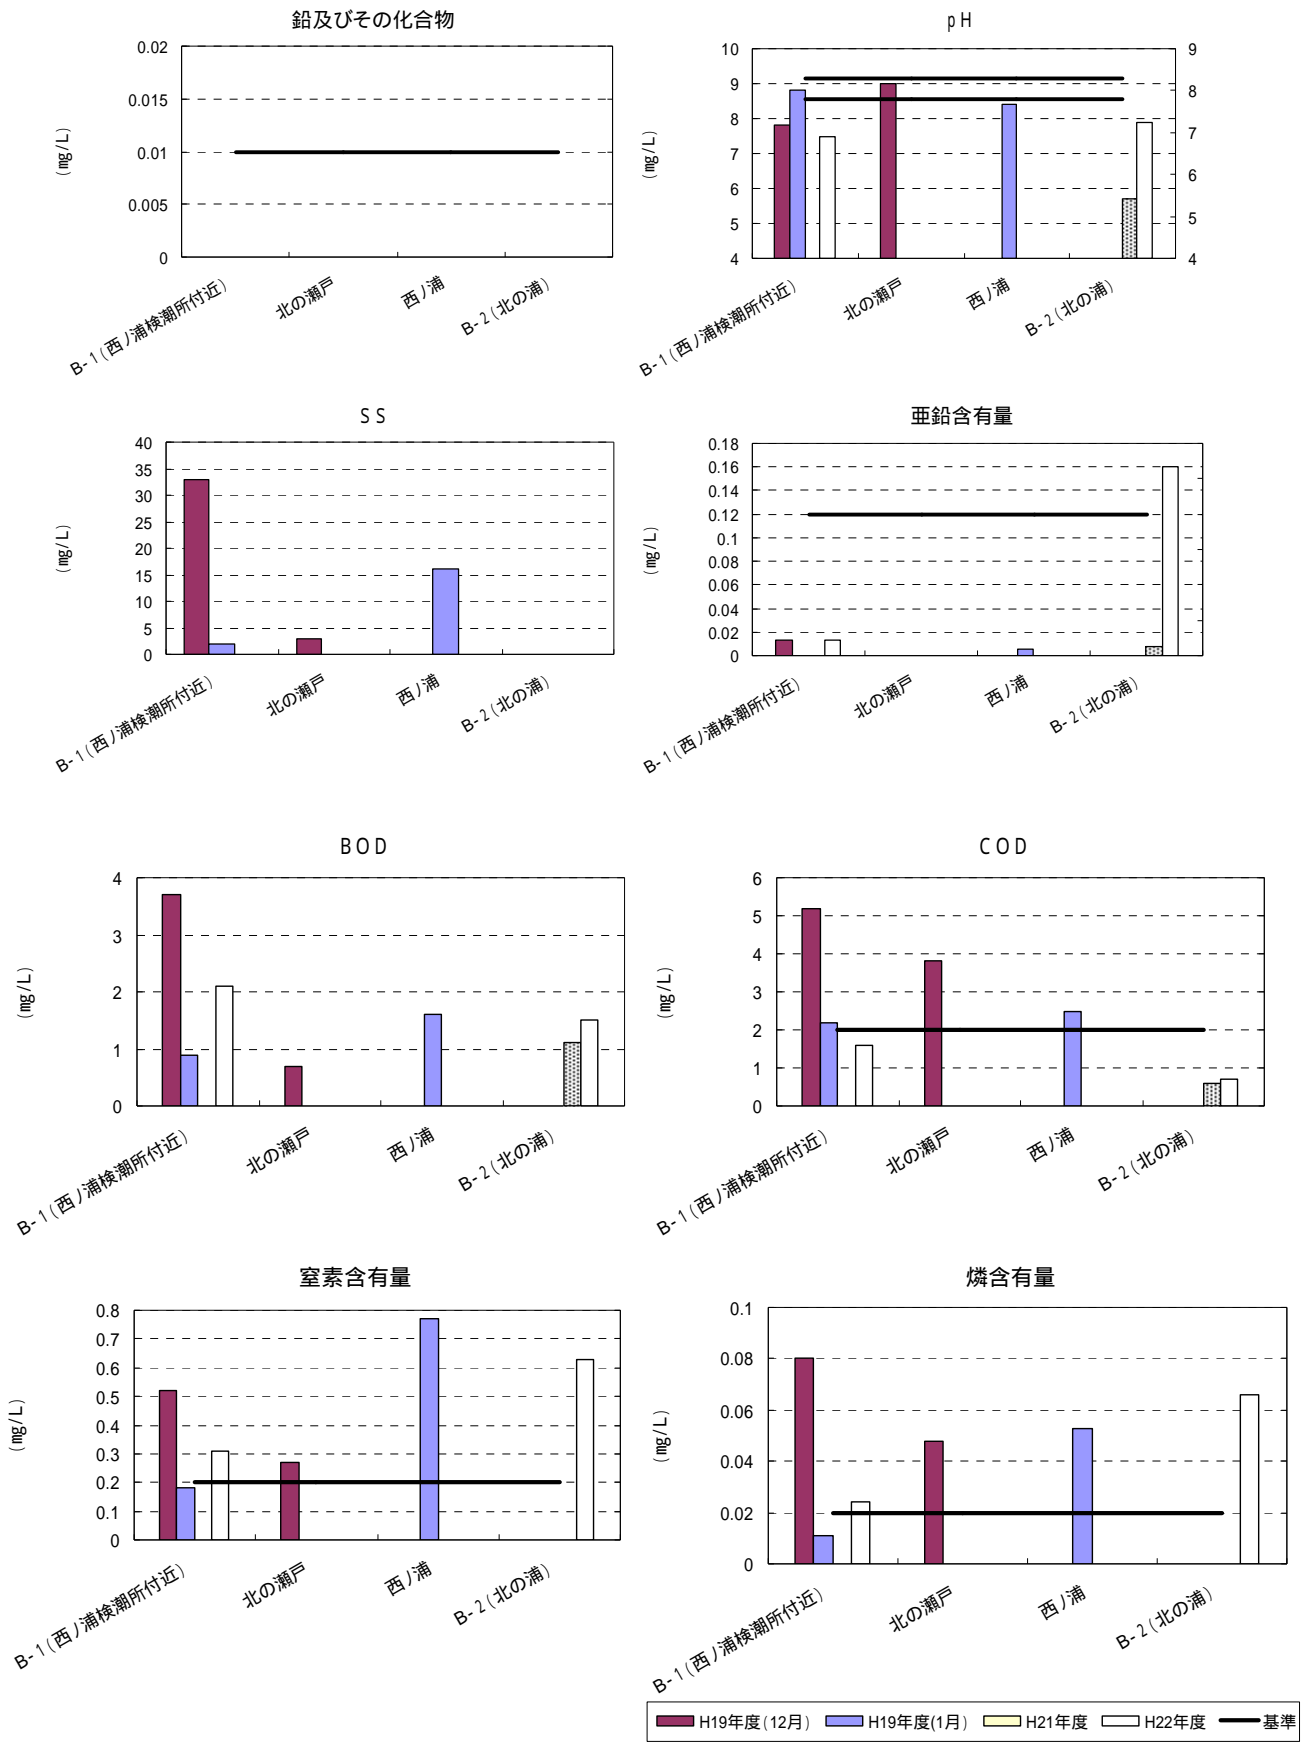 鉛及びその化合物
0.02
0.015
0.01
0.005
0
(mg/L)
B-1(西ノ浦検潮所付近)
北の瀬戸
西ノ浦
B-2(北の浦)
pH
10
9
8
7
6
5
4
9
8
7
6
5
4
(mg/L)
B-1(西ノ浦検潮所付近)
北の瀬戸
西ノ浦
B-2(北の浦)
SS
40
35
30
25
20
15
10
5
0
(mg/L)
B-1(西ノ浦検潮所付近)
北の瀬戸
西ノ浦
B-2(北の浦)
亜鉛含有量
0.18
0.16
0.14
0.12
0.1
0.08
0.06
0.04
0.02
0
(mg/L)
B-1(西ノ浦検潮所付近)
北の瀬戸
西ノ浦
B-2(北の浦)
BOD
4
3
2
1
0
(mg/L)
B-1(西ノ浦検潮所付近)
北の瀬戸
西ノ浦
B-2(北の浦)
COD
6
5
4
3
2
1
0
(mg/L)
B-1(西ノ浦検潮所付近)
北の瀬戸
西ノ浦
B-2(北の浦)
窒素含有量
0.8
0.7
0.6
0.5
0.4
0.3
0.2
0.1
0
(mg/L)
B-1(西ノ浦検潮所付近)
北の瀬戸
西ノ浦
B-2(北の浦)
燐含有量
0.1
0.08
0.06
0.04
0.02
0
(mg/L)
B-1(西ノ浦検潮所付近)
北の瀬戸
西ノ浦
B-2(北の浦)
H19年度(12月) H19年度(1月) H21年度 H22年度 基準